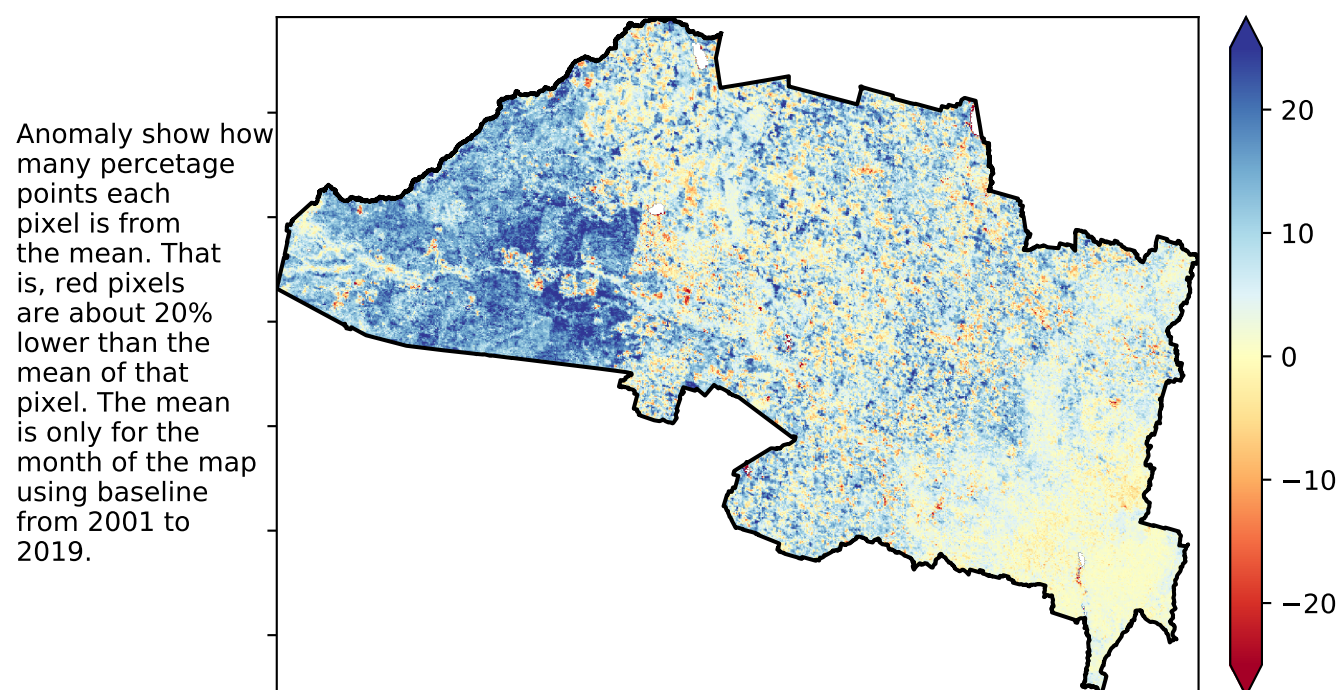 Anomaly show how
many percetage
points each
pixel is from
the mean. That
is, red pixels
are about 20%
lower than the
mean of that
pixel. The mean
is only for the
month of the map
using baseline
from 2001 to
2019.
20
10
0
−10
−20